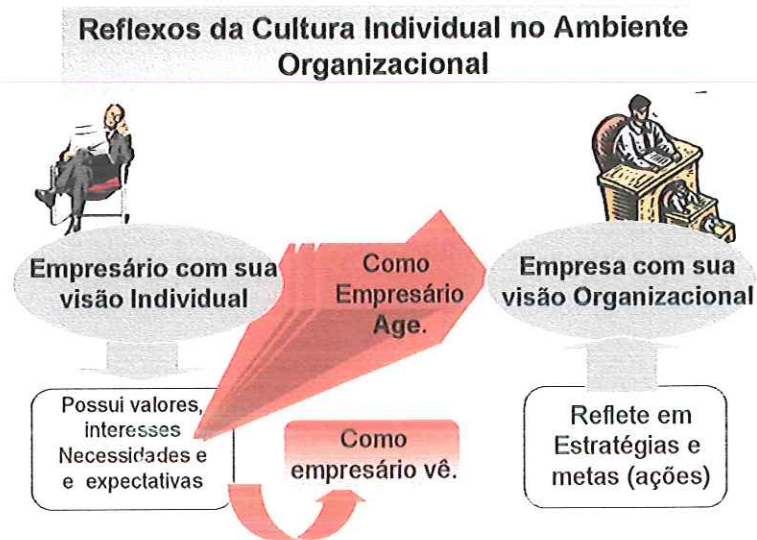 Reflexos da Cultura Individual no Ambiente
Organizacional
Empresário com sua
visão Individual
Como
Empresário
Age.
Empresa com sua
visão Organizacional
Possui valores,
interesses
Necessidades e
e expectativas
Como
empresário vê.
Reflete em
Estratégias e
metas (ações)